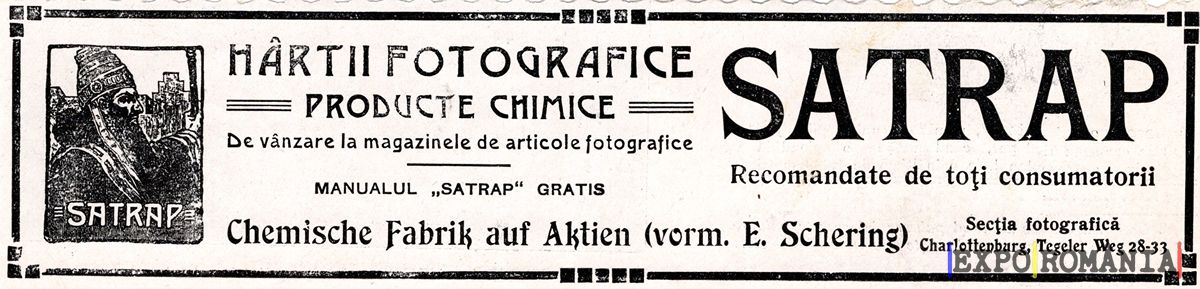 SATRAP
HÂRTII FOTOGRAFICE
PRODUCTE CHIMICE
De vânzare la magazinele de articole fotografice
MANUALUL „SATRAP“ GRATIS
SATRAP
Recomandate de toţi consumatorii
Chemische Fabrik auf Aktien (vorm. E. Schering)
Secţia fotografică
Charlottenburg, Tegeler Weg 28-33
EXPO ROMANIA